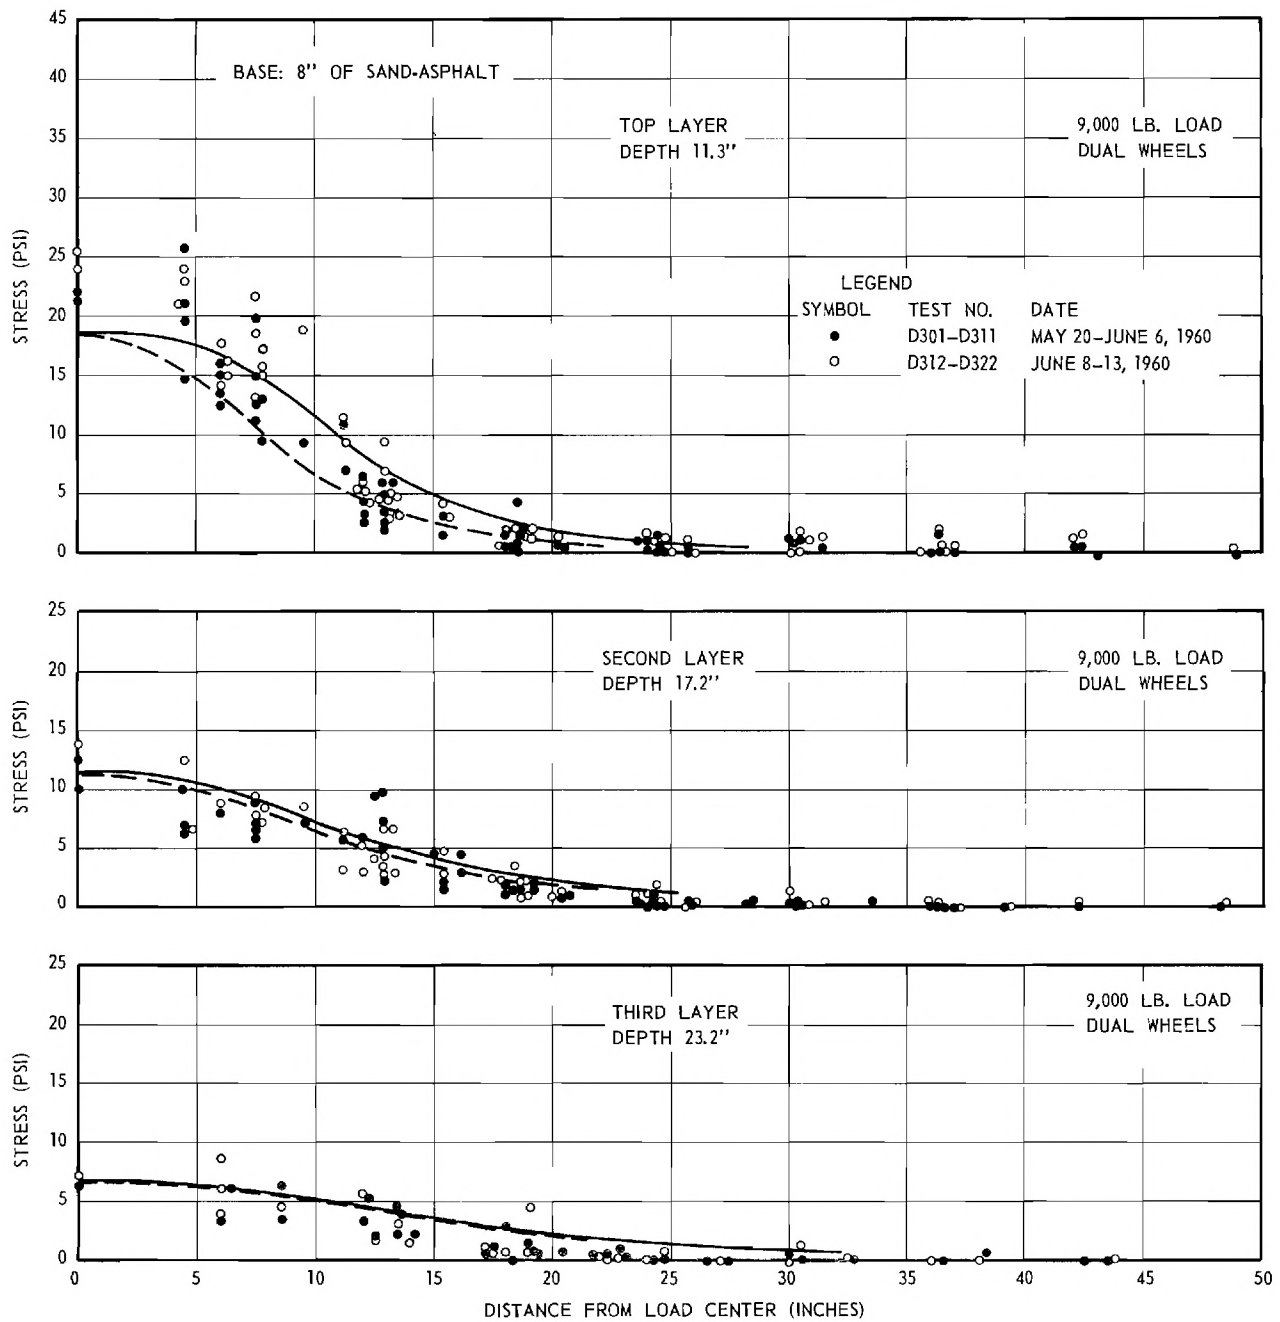 45
40
35
30
25
20
15
10
5
0
STRESS (PSI)
BASE: 8" OF SAND-ASPHALT
TOP LAYER
DEPTH 11.3"
9,000 LB. LOAD
DUAL WHEELS
LEGEND
SYMBOL TEST NO. DATE
● D301-D311 MAY 20-JUNE 6, 1960
○ D312-D322 JUNE 8-13, 1960
25
20
15
10
5
0
STRESS (PSI)
SECOND LAYER
DEPTH 17.2"
9,000 LB. LOAD
DUAL WHEELS
25
20
15
10
5
0
STRESS (PSI)
THIRD LAYER
DEPTH 23.2"
9,000 LB. LOAD
DUAL WHEELS
0 5 10 15 20 25 30 35 40 45 50
DISTANCE FROM LOAD CENTER (INCHES)